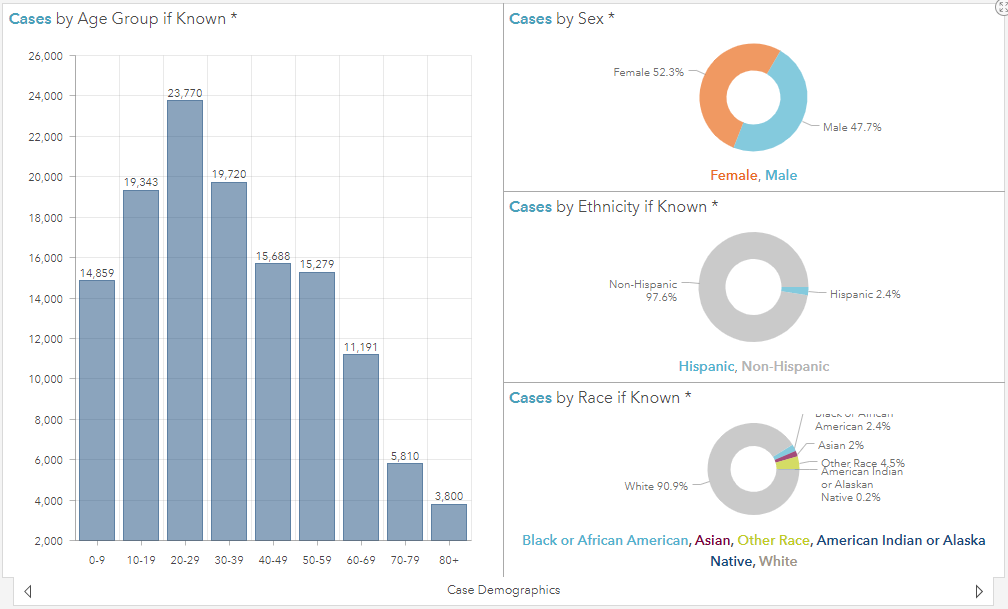 Cases by Age Group if Known *
26,000
24,000
22,000
20,000
18,000
16,000
14,000
12,000
10,000
8,000
6,000
4,000
2,000
14,859
19,343
23,770
19,720
15,688
15,279
11,191
5,810
3,800
0-9
10-19
20-29
30-39
40-49
50-59
60-69
70-79
80+
Cases by Sex *
Female 52.3%
Male 47.7%
Female, Male
Cases by Ethnicity if Known *
Non-Hispanic
97.6%
Hispanic 2.4%
Hispanic, Non-Hispanic
Cases by Race if Known *
Black or African
American 2.4%
Asian 2%
Other Race 4.5%
American Indian
or Alaskan
Native 0.2%
White 90.9%
Black or African American, Asian, Other Race, American Indian or Alaska
Native, White
Case Demographics